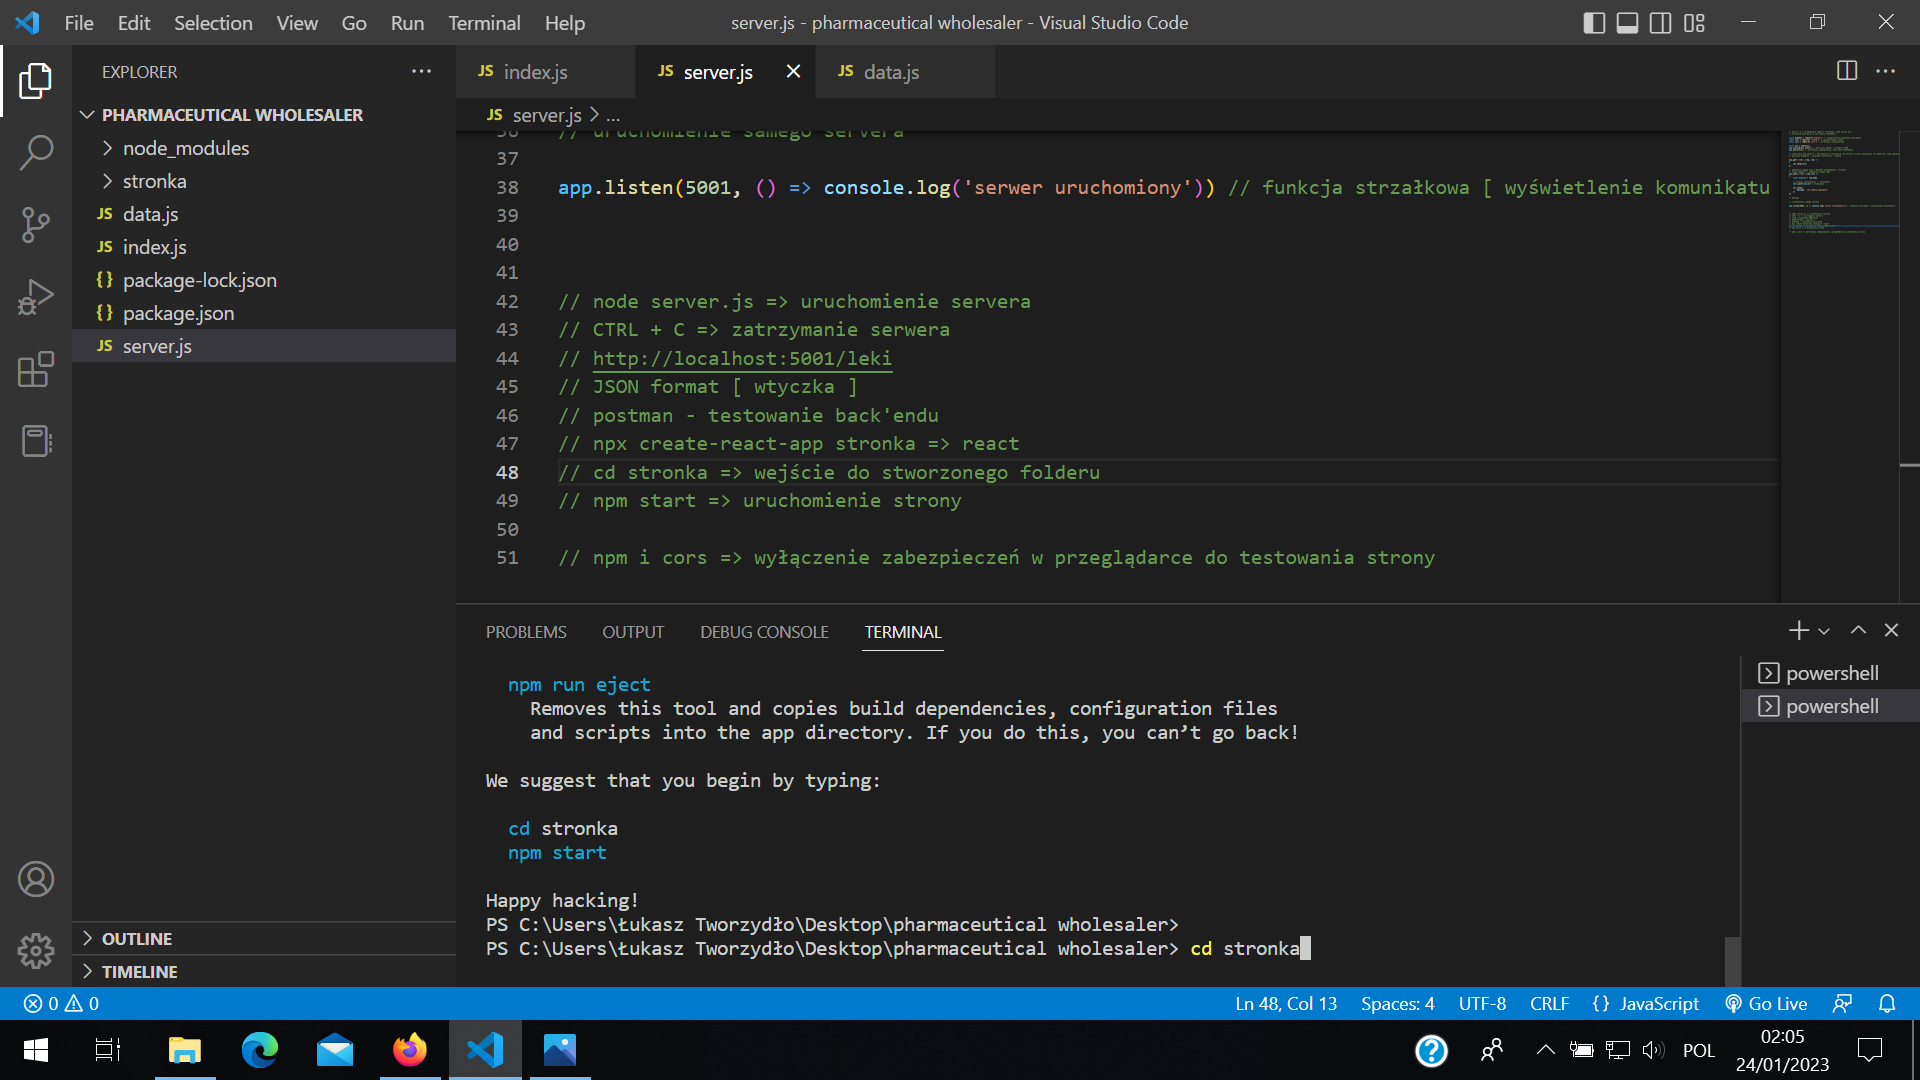 File Edit Selection View Go Run Terminal Help
server.js - pharmaceutical wholesaler - Visual Studio Code
EXPLORER
PHARMACEUTICAL WHOLESALER
node_modules
stronka
JS data.js
JS index.js
{} package-lock.json
{} package.json
JS server.js
OUTLINE
TIMELINE
JS index.js
JS server.js
JS data.js
JS server.js > ...
36 // uruchomienie samego servera
37
38 app.listen(5001, () => console.log('serwer uruchomiony')) // funkcja strzałkowa [ wyświetlenie komunikatu
39
40
41
42 // node server.js => uruchomienie servera
43 // CTRL + C => zatrzymanie serwera
44 // http://localhost:5001/leki
45 // JSON format [ wtyczka ]
46 // postman - testowanie back'endu
47 // npx create-react-app stronka => react
48 // cd stronka => wejście do stworzonego folderu
49 // npm start => uruchomienie strony
50
51 // npm i cors => wyłączenie zabezpieczeń w przeglądarce do testowania strony
PROBLEMS OUTPUT DEBUG CONSOLE TERMINAL
npm run eject
Removes this tool and copies build dependencies, configuration files
and scripts into the app directory. If you do this, you can’t go back!
We suggest that you begin by typing:
cd stronka
npm start
Happy hacking!
PS C:\Users\Łukasz Tworzydło\Desktop\pharmaceutical wholesaler>
PS C:\Users\Łukasz Tworzydło\Desktop\pharmaceutical wholesaler> cd stronka
powershell
powershell
0 0
Ln 48, Col 13 Spaces: 4 UTF-8 CRLF {} JavaScript Go Live
POL
02:05
24/01/2023